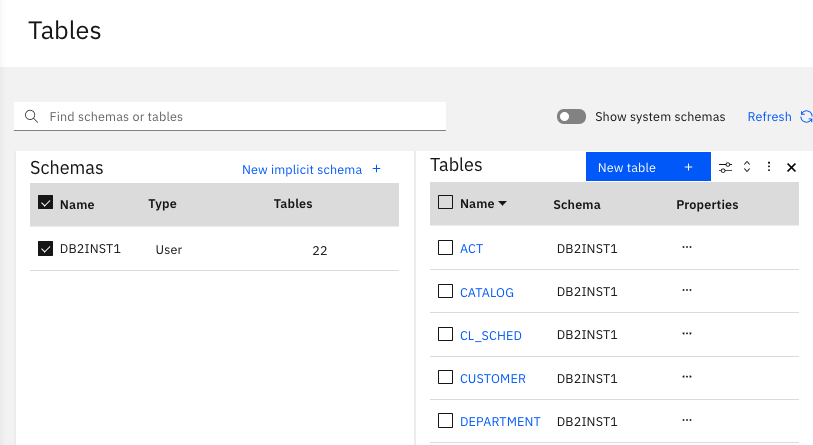 Tables
Find schemas or tables
Show system schemas
Refresh
Schemas
New implicit schema +
Name Type Tables
DB2INST1 User 22
Tables
New table +
Name Schema Properties
ACT DB2INST1 ...
CATALOG DB2INST1 ...
CL_SCHED DB2INST1 ...
CUSTOMER DB2INST1 ...
DEPARTMENT DB2INST1 ...